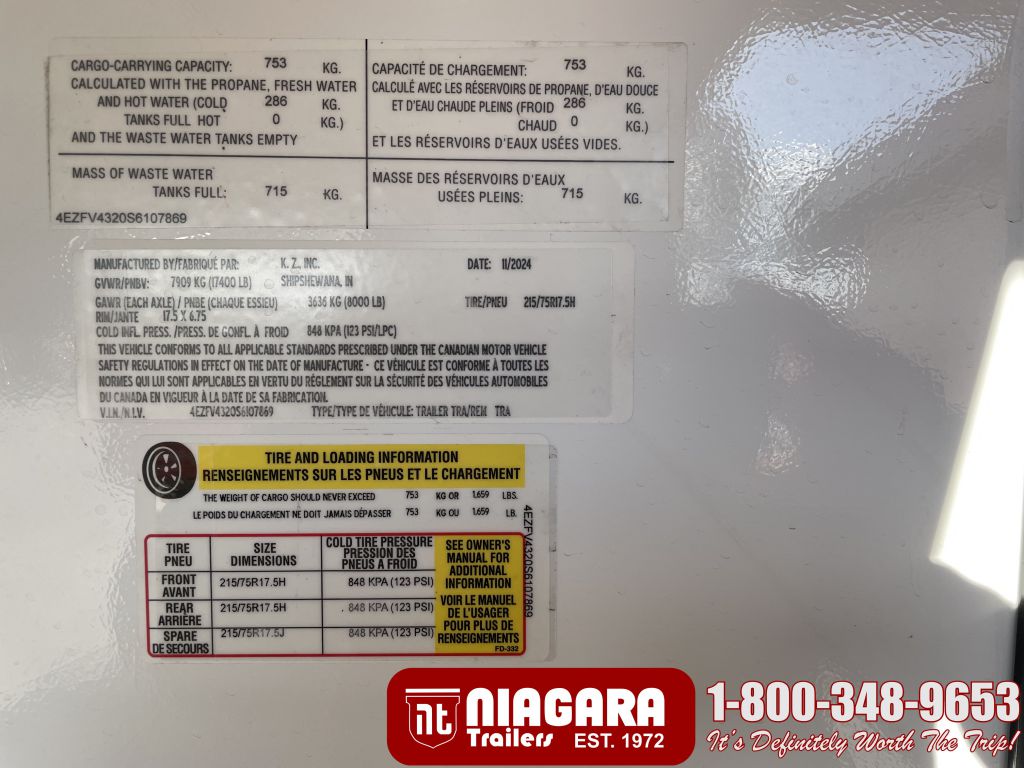 CARGO-CARRYING CAPACITY: 753 KG.
CALCULATED WITH THE PROPANE, FRESH WATER
AND HOT WATER (COLD 286 KG.
TANKS FULL HOT 0 KG.)
AND THE WASTE WATER TANKS EMPTY
CAPACITÉ DE CHARGEMENT: 753 KG.
CALCULÉ AVEC LES RÉSERVOIRS DE PROPANE, D'EAU DOUCE
ET D'EAU CHAUDE PLEINS (FROID 286 KG.
CHAUD 0 KG.)
ET LES RÉSERVOIRS D'EAUX USÉES VIDES.
MASS OF WASTE WATER
TANKS FULL: 715 KG.
4EZFV4320S6107869
MASSE DES RÉSERVOIRS D'EAUX
USÉES PLEINS: 715 KG.
MANUFACTURED BY/FABRIQUÉ PAR: K. Z., INC. DATE: 11/2024
GVWR/PNBV: 7909 KG (17400 LB) SHIPSHEWANA, IN
GAWR (EACH AXLE) / PNBE (CHAQUE ESSIEU) 3636 KG (8000 LB) TIRE/PNEU 215/75R17.5H
RIM/JANTE 17.5 X 6.75
COLD INFL. PRESS. /PRESS. DE GONFL. À FROID 848 KPA (123 PSI/LPC)
THIS VEHICLE CONFORMS TO ALL APPLICABLE STANDARDS PRESCRIBED UNDER THE CANADIAN MOTOR VEHICLE
SAFETY REGULATIONS IN EFFECT ON THE DATE OF MANUFACTURE · CE VÉHICULE EST CONFORME À TOUTES LES
NORMES QUI LUI SONT APPLICABLES EN VERTU DU RÉGLEMENT SUR LA SÉCURITÉ DES VÉHICULES AUTOMOBILES
DU CANADA EN VIGUEUR À LA DATE DE SA FABRICATION.
V.I.N./N.I.V. 4EZFV4320S6107869 TYPE/TYPE DE VÉHICULE: TRAILER TRA/REM TRA
TIRE AND LOADING INFORMATION
RENSEIGNEMENTS SUR LES PNEUS ET LE CHARGEMENT
THE WEIGHT OF CARGO SHOULD NEVER EXCEED 753 KG OR 1,659 LBS.
LE POIDS DU CHARGEMENT NE DOIT JAMAIS DÉPASSER 753 KG OU 1,659 LB.
4EZFV4320S6107869
TIRE
PNEU
SIZE
DIMENSIONS
COLD TIRE PRESSURE
PRESSION DES
PNEUS A FROID
FRONT
AVANT
215/75R17.5H 848 KPA (123 PSI)
REAR
ARRIÈRE
215/75R17.5H 848 KPA (123 PSI)
SPARE
DE SECOURS
215/75R17.5J 848 KPA (123 PSI)
SEE OWNER'S
MANUAL FOR
ADDITIONAL
INFORMATION
VOIR LE MANUEL
DE L'USAGER
POUR PLUS DE
RENSEIGNEMENTS
FD-332
nt NIAGARA
Trailers EST. 1972
1-800-348-9653
It's Definitely Worth The Trip!